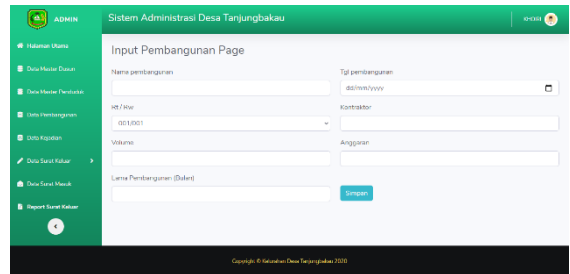 ADMIN
Sistem Administrasi Desa Tanjungbakau
Halaman Utama
Data Master Dusun
Data Master Penduduk
Data Pembangunan
Data Kejadian
Data Surat Keluar
Data Surat Masuk
Report Surat Keluar
Input Pembangunan Page
Nama pembangunan
Tgl pembangunan
dd/mm/yyyy
Rt / Rw
001/001
Kontraktor
Volume
Anggaran
Lama Pembangunan (Bulan)
Simpan
Copyright © Kelurahan Desa Tanjungbakau 2020